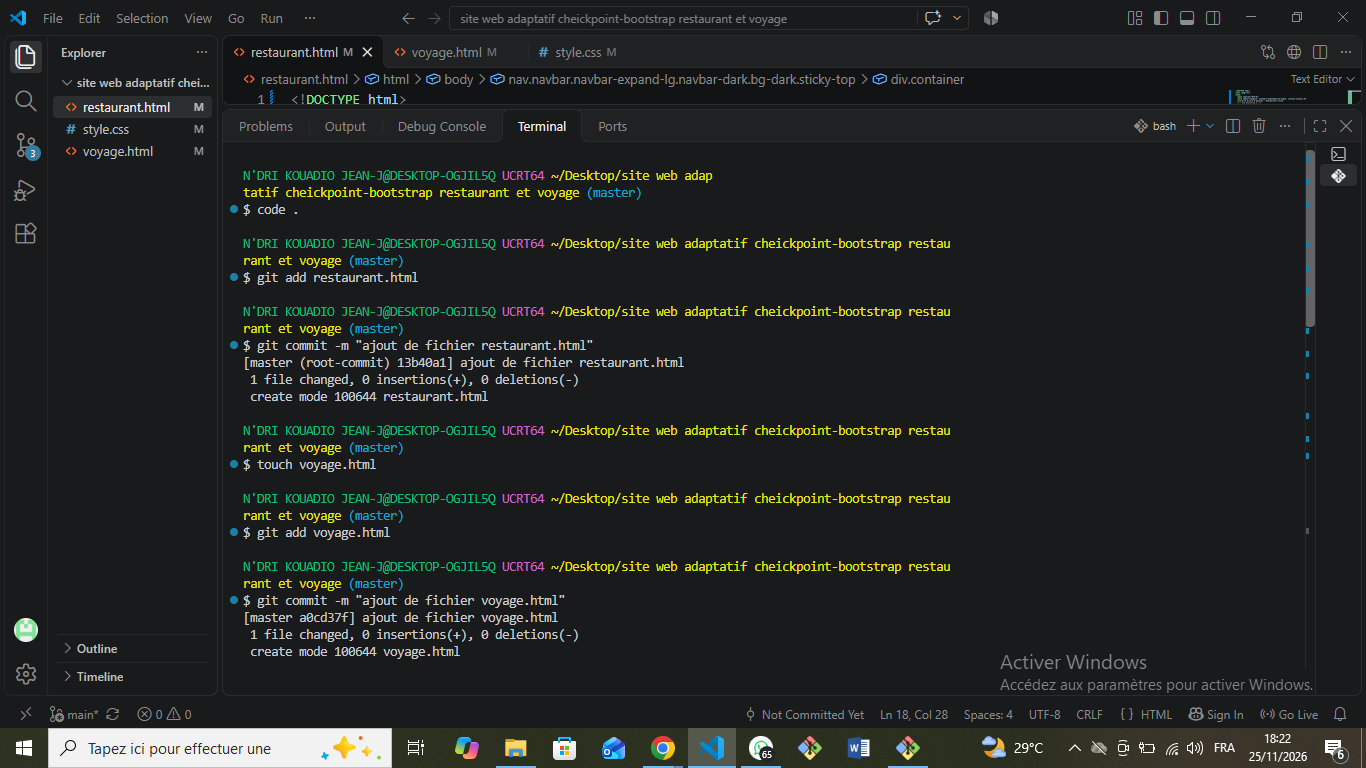 File Edit Selection View Go Run ···
site web adaptatif cheickpoint-bootstrap restaurant et voyage
Explorer
restaurant.html M
voyage.html M
# style.css M
site web adaptatif chei...
restaurant.html > html > body > nav.navbar.navbar-expand-lg.navbar-dark.bg-dark.sticky-top > div.container
Text Editor
restaurant.html M
1 <!DOCTYPE html>
# style.css M
voyage.html M
3
Problems Output Debug Console Terminal Ports
bash
N'DRI KOUADIO JEAN-J@DESKTOP-OGJIL5Q UCRT64 ~/Desktop/site web adap
tatif cheickpoint-bootstrap restaurant et voyage (master)
$ code .
N'DRI KOUADIO JEAN-J@DESKTOP-OGJIL5Q UCRT64 ~/Desktop/site web adaptatif cheickpoint-bootstrap restau
rant et voyage (master)
$ git add restaurant.html
N'DRI KOUADIO JEAN-J@DESKTOP-OGJIL5Q UCRT64 ~/Desktop/site web adaptatif cheickpoint-bootstrap restau
rant et voyage (master)
$ git commit -m "ajout de fichier restaurant.html"
[master (root-commit) 13b40a1] ajout de fichier restaurant.html
1 file changed, 0 insertions(+), 0 deletions(-)
create mode 100644 restaurant.html
N'DRI KOUADIO JEAN-J@DESKTOP-OGJIL5Q UCRT64 ~/Desktop/site web adaptatif cheickpoint-bootstrap restau
rant et voyage (master)
$ touch voyage.html
N'DRI KOUADIO JEAN-J@DESKTOP-OGJIL5Q UCRT64 ~/Desktop/site web adaptatif cheickpoint-bootstrap restau
rant et voyage (master)
$ git add voyage.html
N'DRI KOUADIO JEAN-J@DESKTOP-OGJIL5Q UCRT64 ~/Desktop/site web adaptatif cheickpoint-bootstrap restau
rant et voyage (master)
$ git commit -m "ajout de fichier voyage.html"
[master a0cd37f] ajout de fichier voyage.html
1 file changed, 0 insertions(+), 0 deletions(-)
create mode 100644 voyage.html
Outline
Timeline
Activer Windows
Accédez aux paramètres pour activer Windows.
main* 0 0
Not Committed Yet Ln 18, Col 28 Spaces: 4 UTF-8 CRLF { } HTML Sign In Go Live
Tapez ici pour effectuer une
65
29°C
FRA
18:22
25/11/2026
6